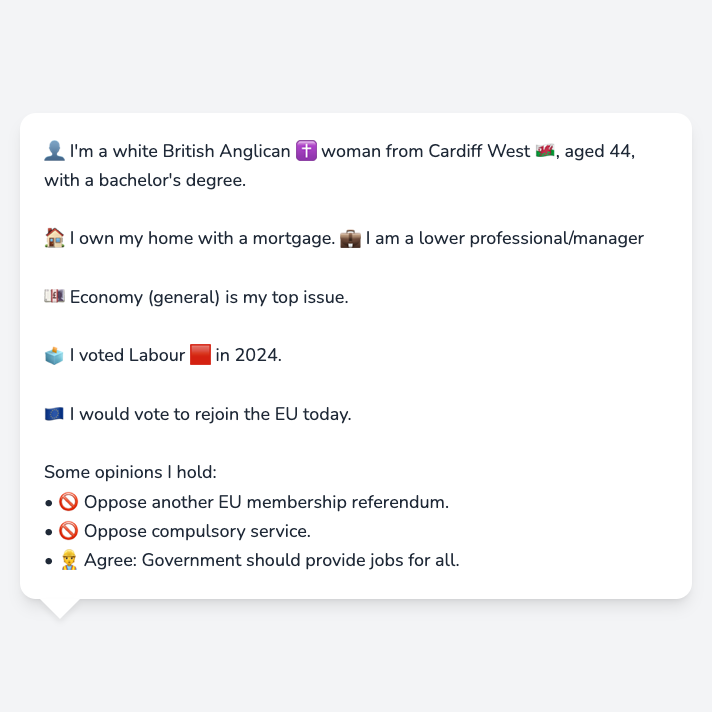 👤 I'm a white British Anglican ✝️ woman from Cardiff West 🏴󠁧󠁢󠁷󠁬󠁳󠁿, aged 44,
with a bachelor's degree.
🏠 I own my home with a mortgage. 💼 I am a lower professional/manager
💷 Economy (general) is my top issue.
🗳️ I voted Labour 🟥 in 2024.
🇪🇺 I would vote to rejoin the EU today.
Some opinions I hold:
• 🚫 Oppose another EU membership referendum.
• 🚫 Oppose compulsory service.
• 👷 Agree: Government should provide jobs for all.